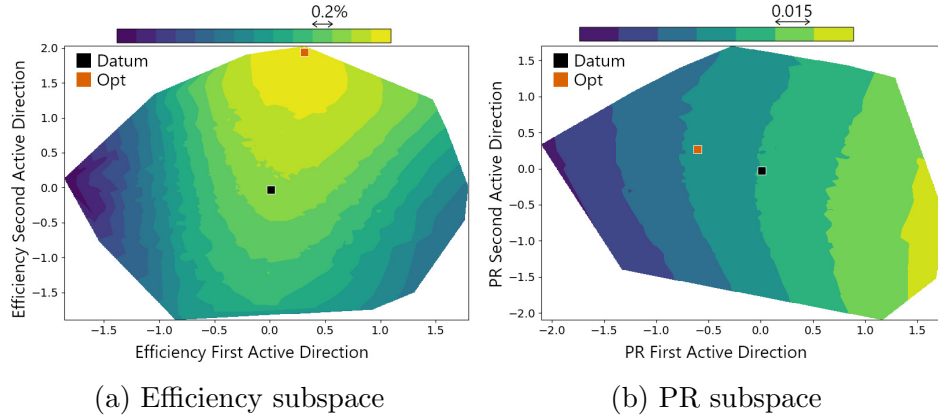 0.2%
Datum
Opt
2.0
1.5
1.0
0.5
0.0
−0.5
−1.0
−1.5
Efficiency Second Active Direction
−1.5 −1.0 −0.5 0.0 0.5 1.0 1.5
Efficiency First Active Direction
(a) Efficiency subspace
0.015
Datum
Opt
1.5
1.0
0.5
0.0
−0.5
−1.0
−1.5
−2.0
PR Second Active Direction
−2.0 −1.5 −1.0 −0.5 0.0 0.5 1.0 1.5
PR First Active Direction
(b) PR subspace